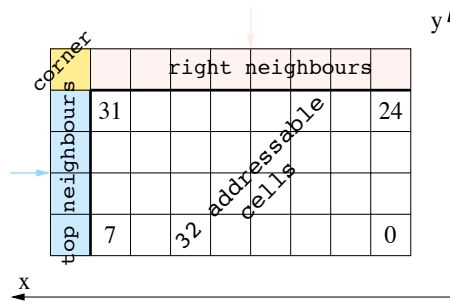 y
corner
right neighbours
top neighbours
31
24
32 addressable
cells
7
0
x